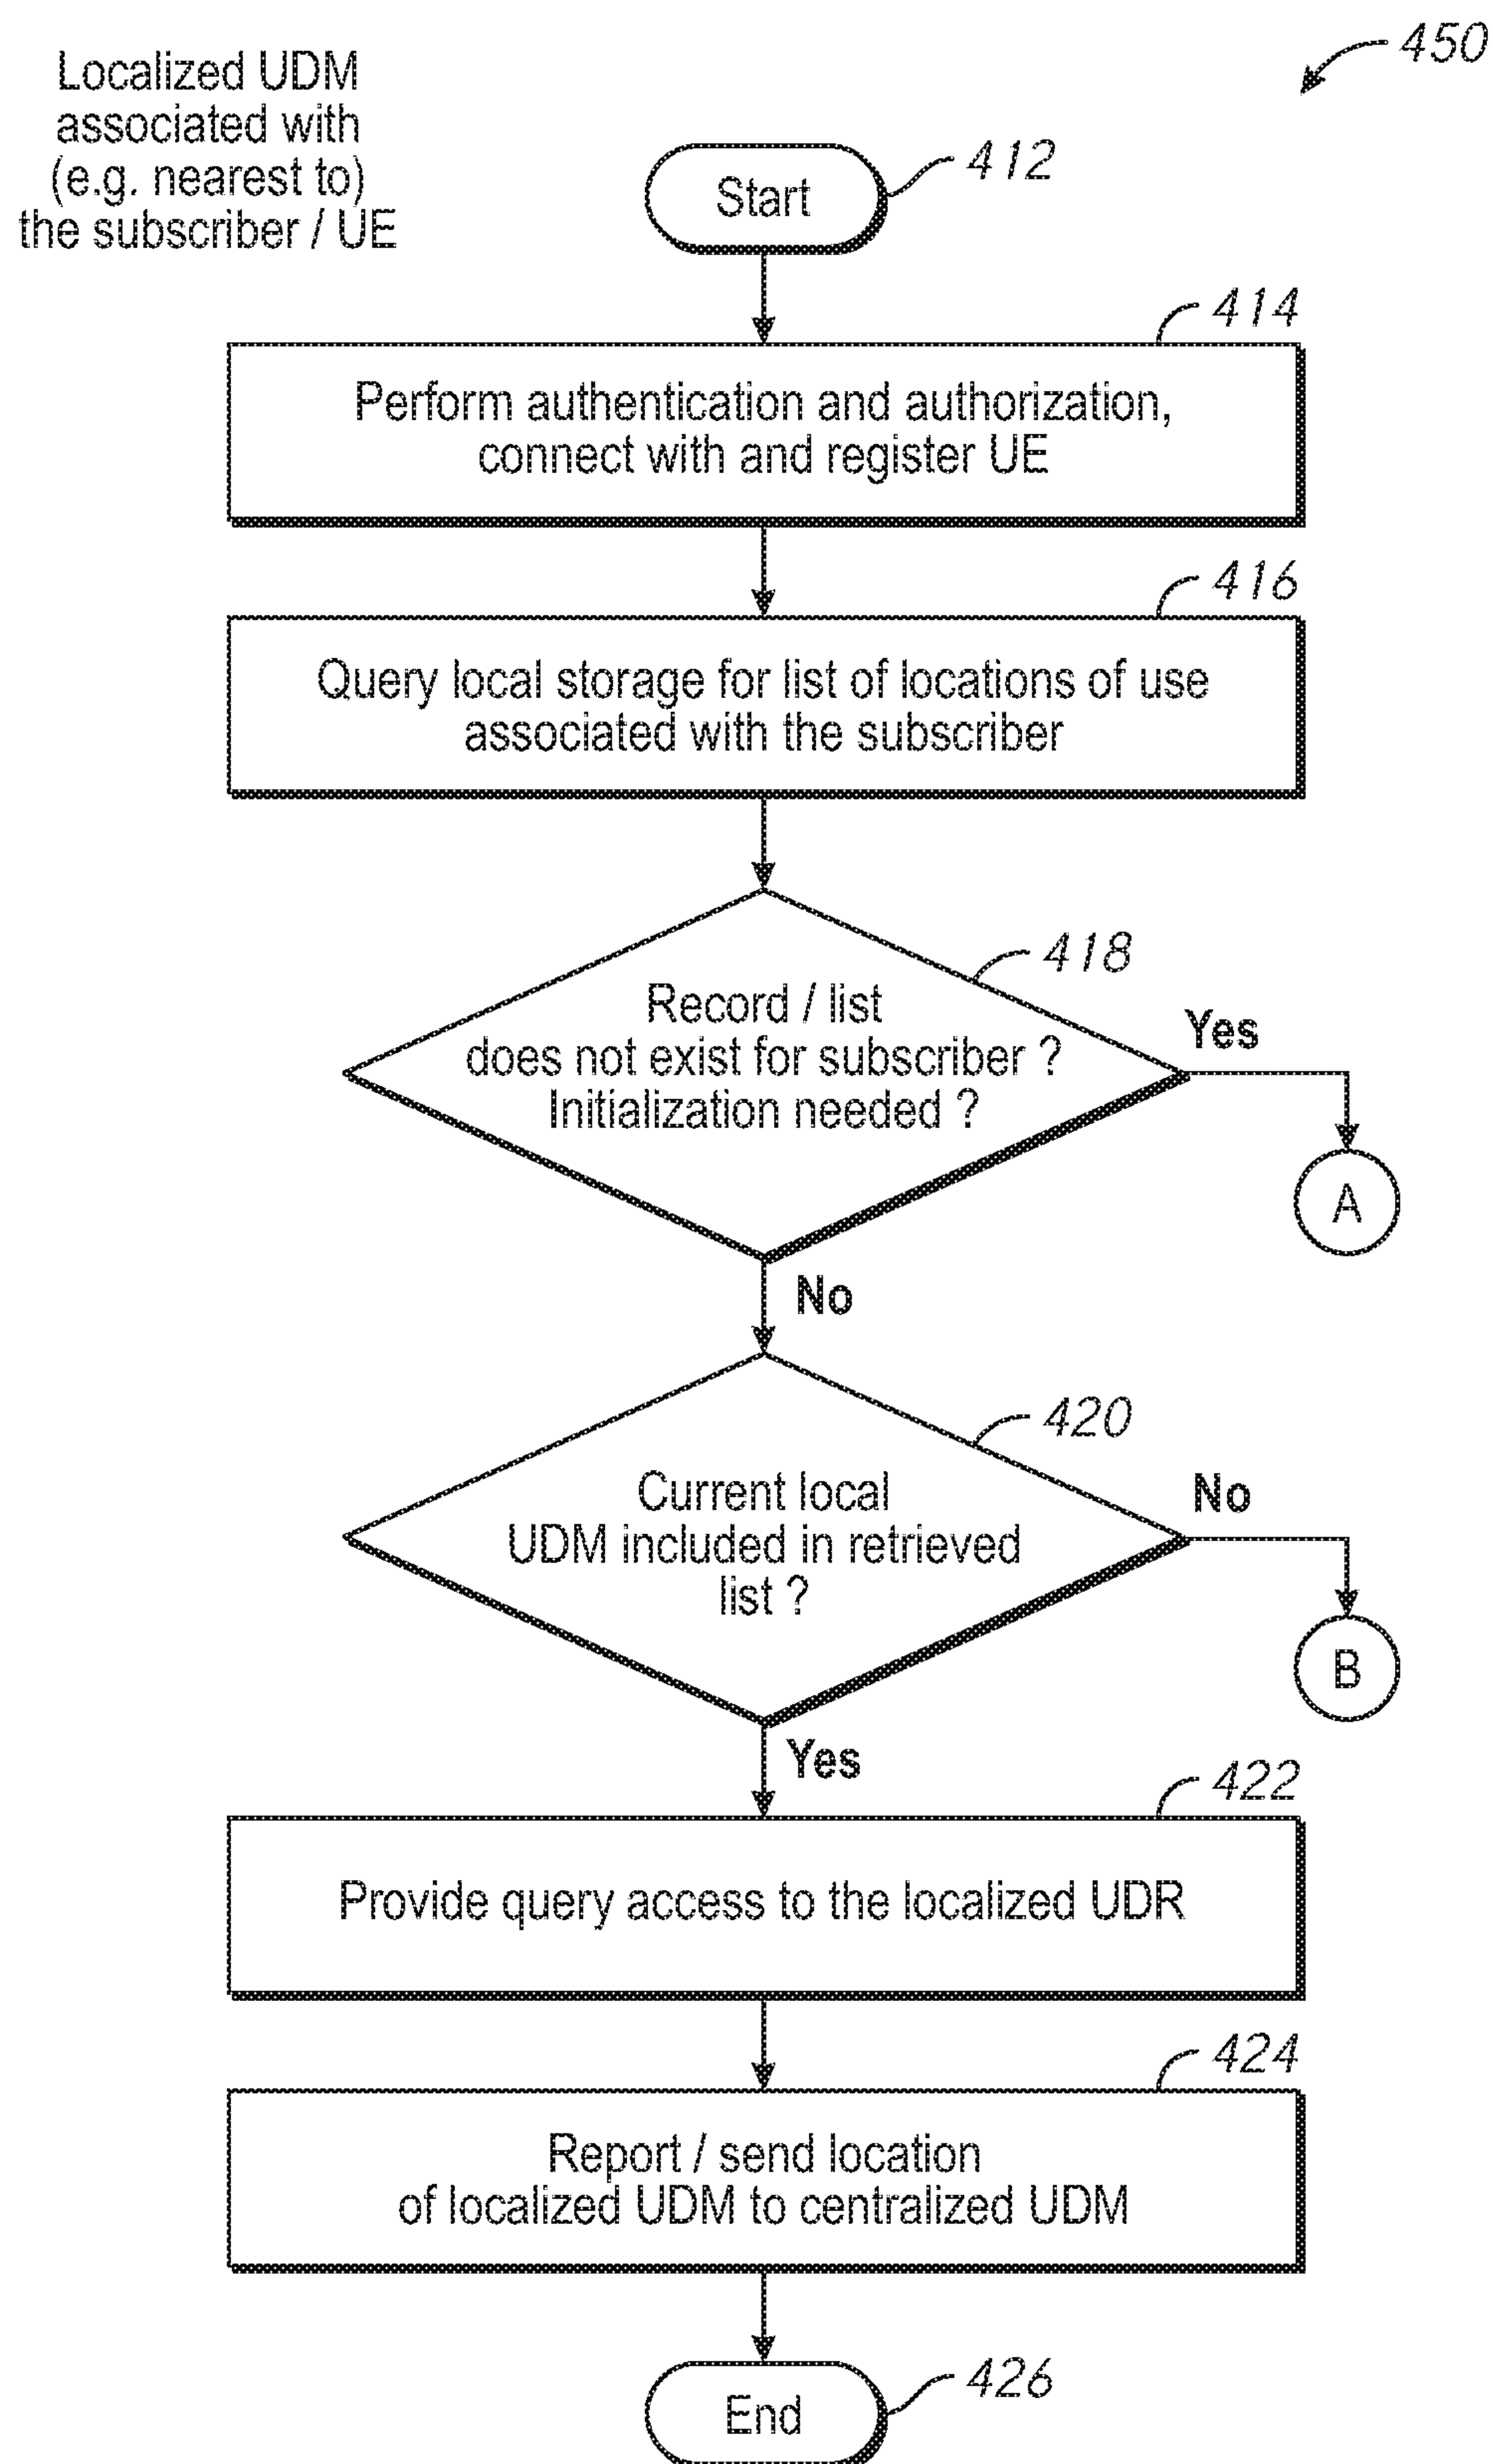 450
Localized UDM
associated with
(e.g. nearest to)
the subscriber / UE
Start
412
414
Perform authentication and authorization,
connect with and register UE
416
Query local storage for list of locations of use
associated with the subscriber
418
Record / list
does not exist for subscriber ?
Initialization needed ?
Yes
A
No
420
Current local
UDM included in retrieved
list ?
No
B
Yes
422
Provide query access to the localized UDR
424
Report / send location
of localized UDM to centralized UDM
End
426